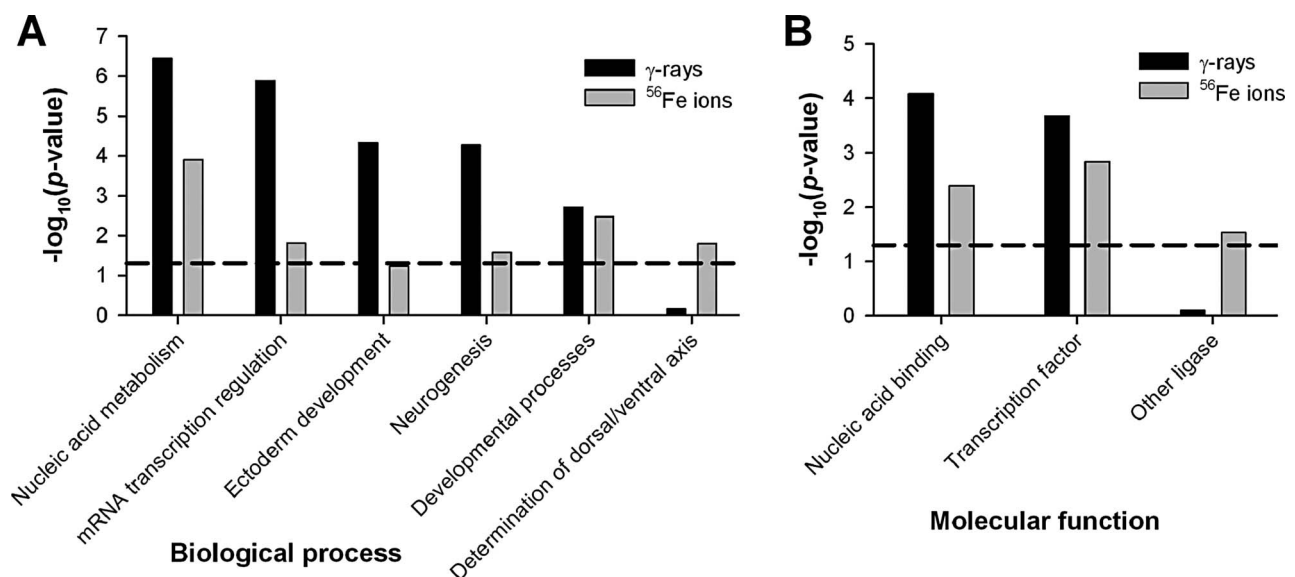 A
7
6
5
4
3
2
1
0
-log10(p-value)
γ-rays
56Fe ions
Nucleic acid metabolism
mRNA transcription regulation
Ectoderm development
Neurogenesis
Developmental processes
Determination of dorsal/ventral axis
Biological process
B
5
4
3
2
1
0
-log10(p-value)
γ-rays
56Fe ions
Nucleic acid binding
Transcription factor
Other ligase
Molecular function